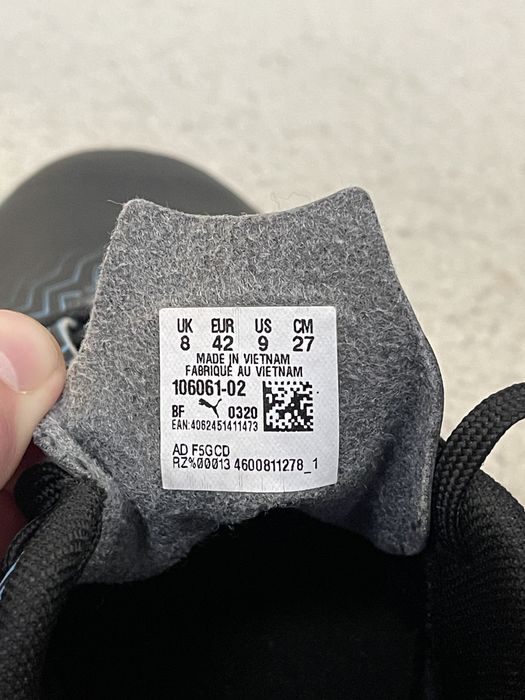 UK EUR US CM
8 42 9 27
MADE IN VIETNAM
FABRIQUÉ AU VIETNAM
106061-02
BF 0320
EAN:4062451411473
AD F5GCD
RZ%00013 4600811278_1